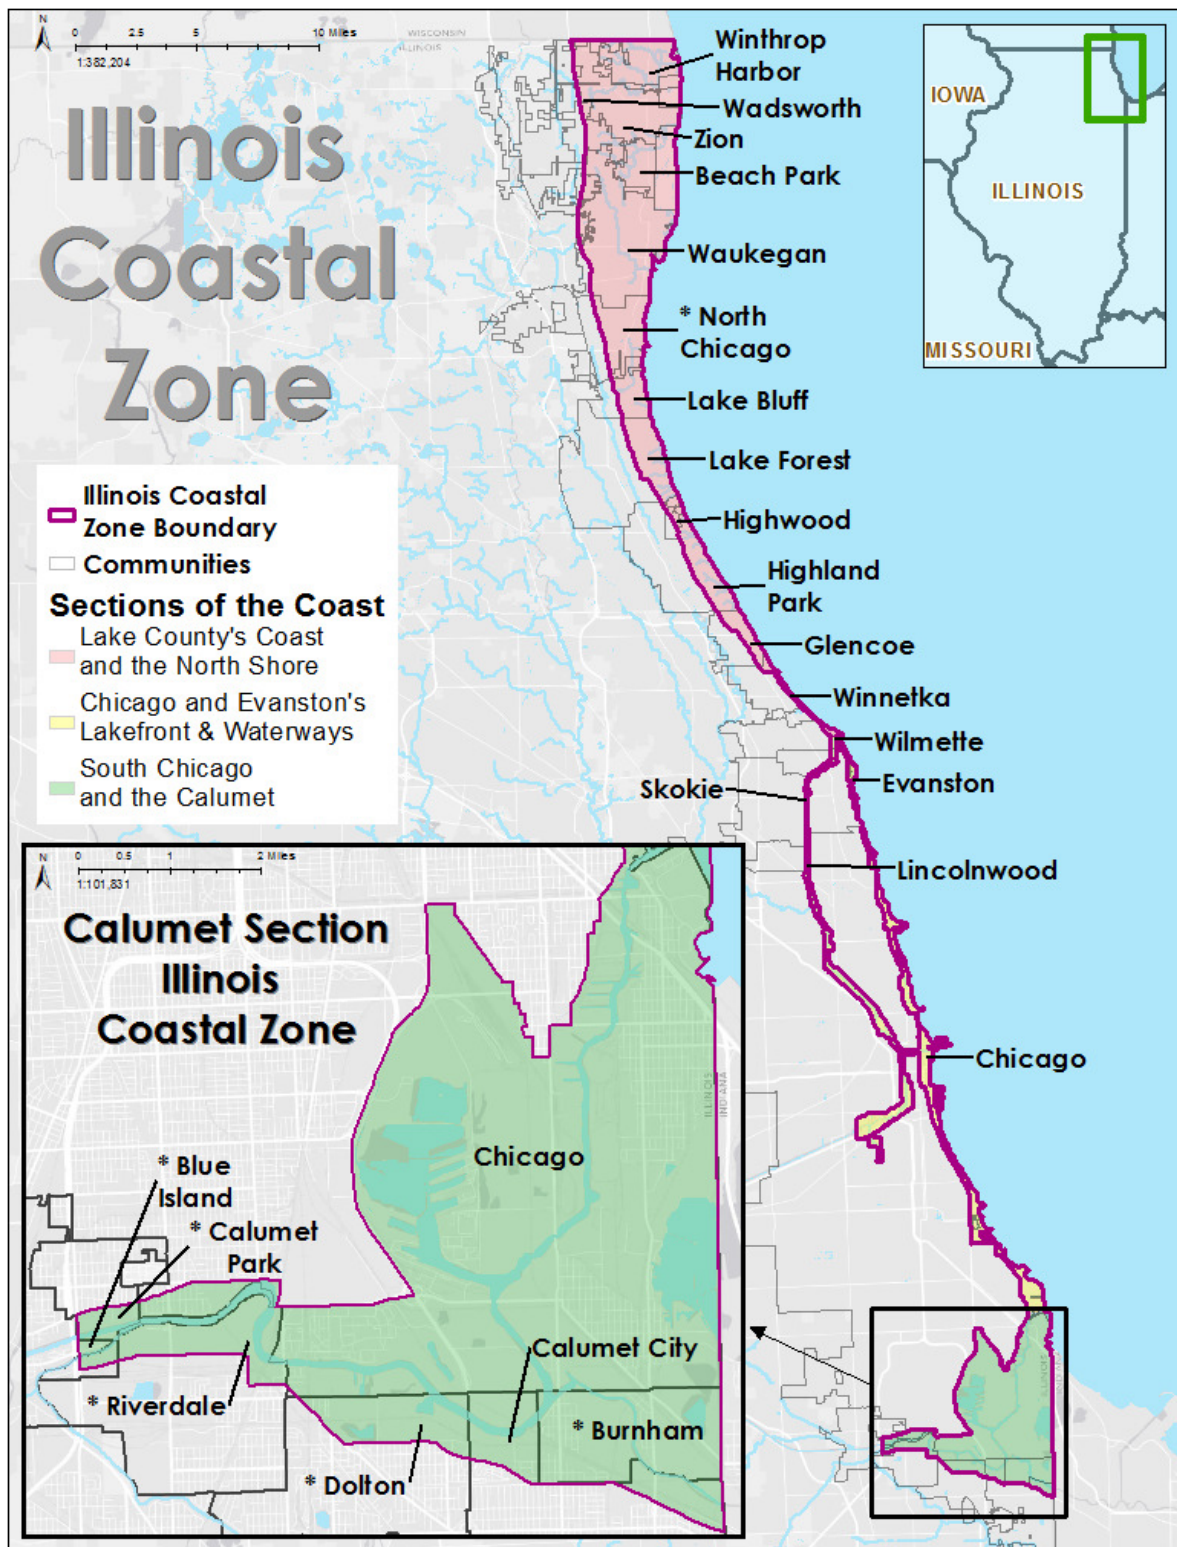 N
0 2.5 5 10 Miles
1:382,204
WISCONSIN
ILLINOIS
Illinois
Coastal
Zone
Winthrop
Harbor
Wadsworth
Zion
Beach Park
Waukegan
* North
Chicago
Lake Bluff
Lake Forest
Highwood
Highland
Park
Glencoe
Winnetka
Wilmette
Evanston
Skokie
Lincolnwood
Chicago
IOWA
ILLINOIS
MISSOURI
Illinois Coastal
Zone Boundary
Communities
Sections of the Coast
Lake County's Coast
and the North Shore
Chicago and Evanston's
Lakefront & Waterways
South Chicago
and the Calumet
N
0 0.5 1 2 Miles
1:101,831
Calumet Section
Illinois
Coastal Zone
ILLINOIS
INDIANA
Chicago
* Blue
Island
* Calumet
Park
Calumet City
* Riverdale
* Burnham
* Dolton
ILLINOIS